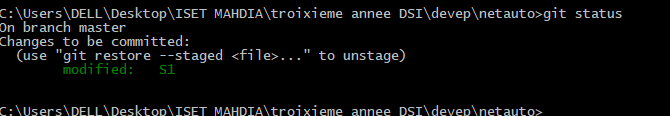 C:\Users\DELL\Desktop\ISET MAHDIA\troixieme annee DSI\devep\netauto>git status
On branch master
Changes to be committed:
  (use "git restore --staged <file>..." to unstage)
        modified:   S1

C:\Users\DELL\Desktop\ISET MAHDIA\troixieme annee DSI\devep\netauto>